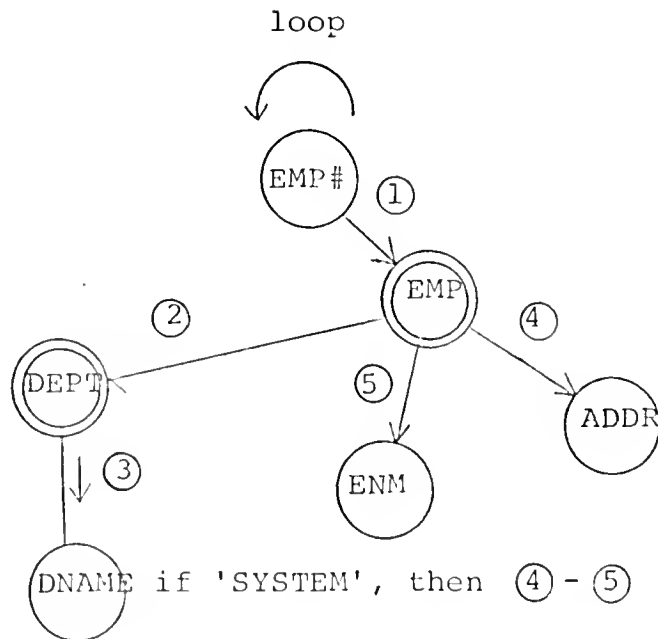 loop
EMP#
①
EMP
②
④
DEPT
⑤
ADDR
③
ENM
DNAME if 'SYSTEM', then ④ - ⑤